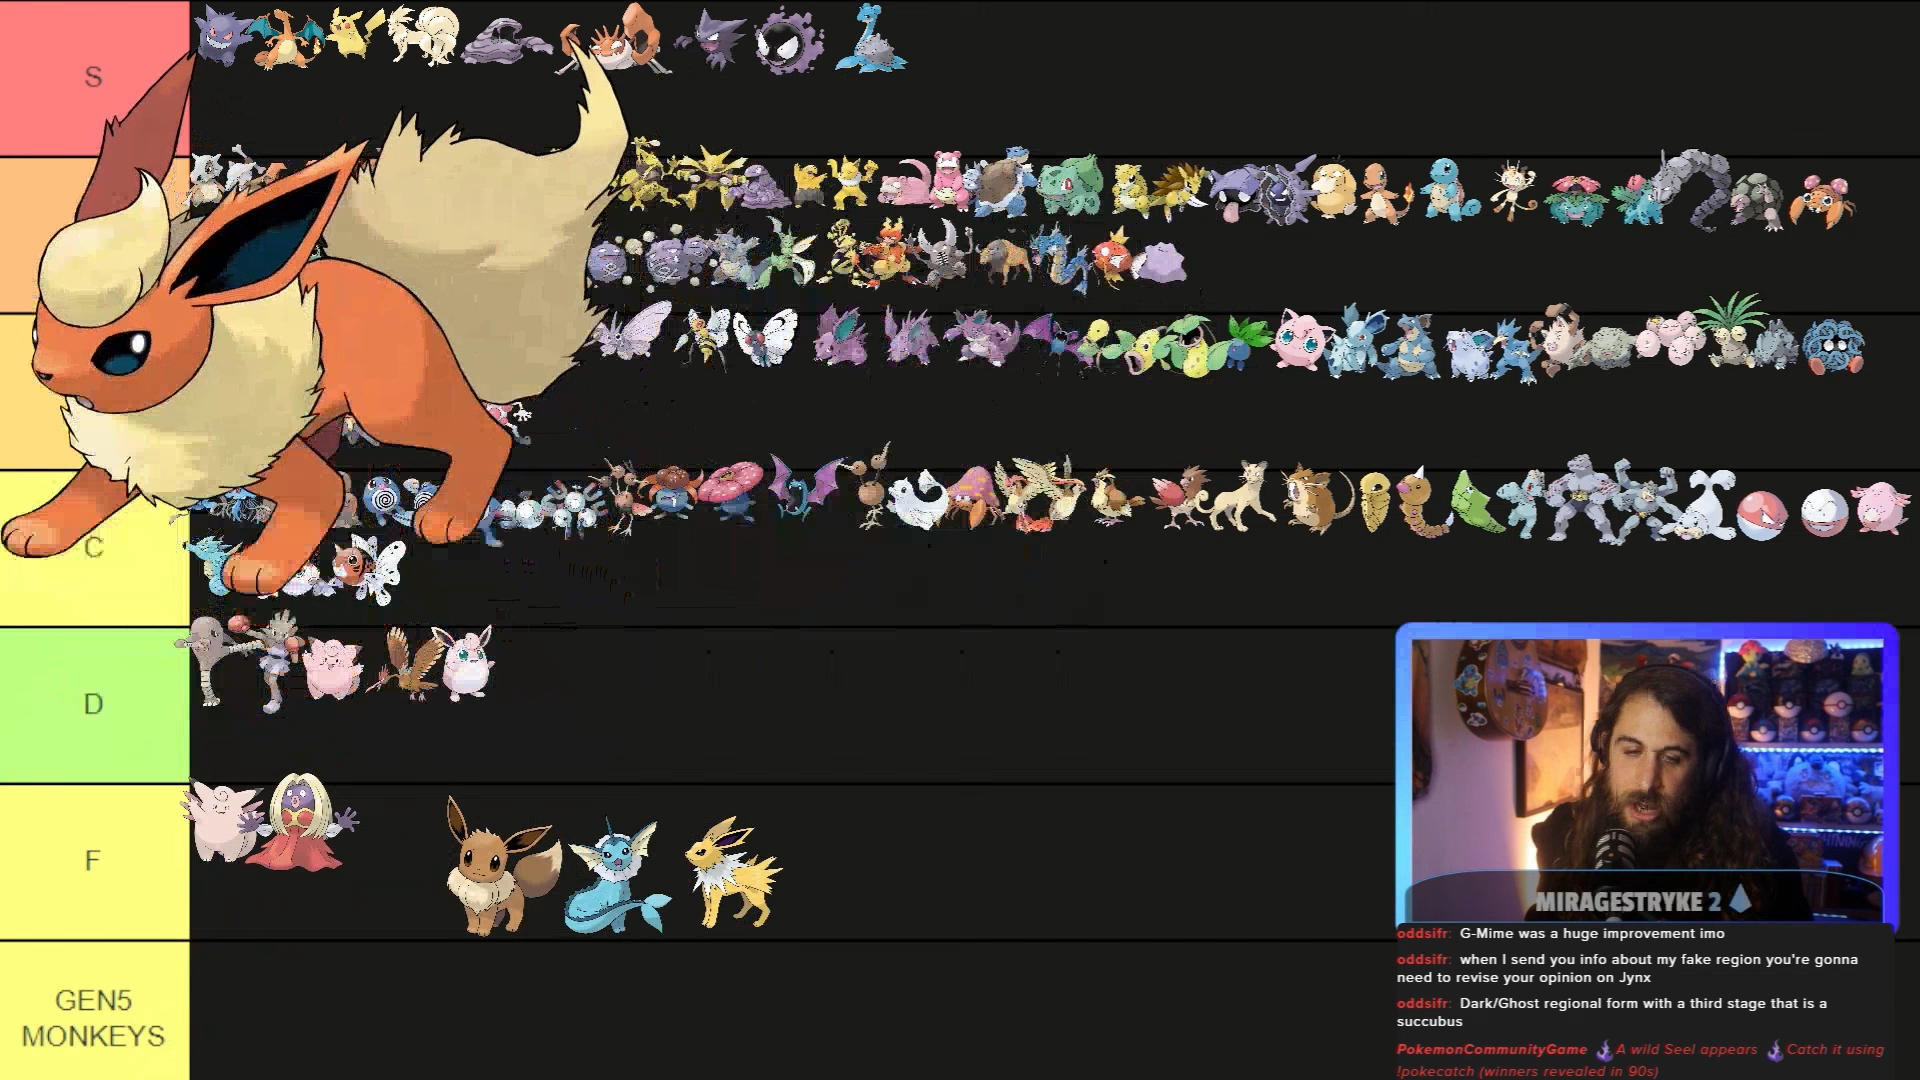 S
C
D
F
GEN5
MONKEYS
MIRAGESTRYKE 2
oddsifr: G-Mime was a huge improvement imo
oddsifr: when I send you info about my fake region you're gonna
need to revise your opinion on Jynx
oddsifr: Dark/Ghost regional form with a third stage that is a
succubus
PokemonCommunityGame A wild Seel appears Catch it using
!pokecatch (winners revealed in 90s)